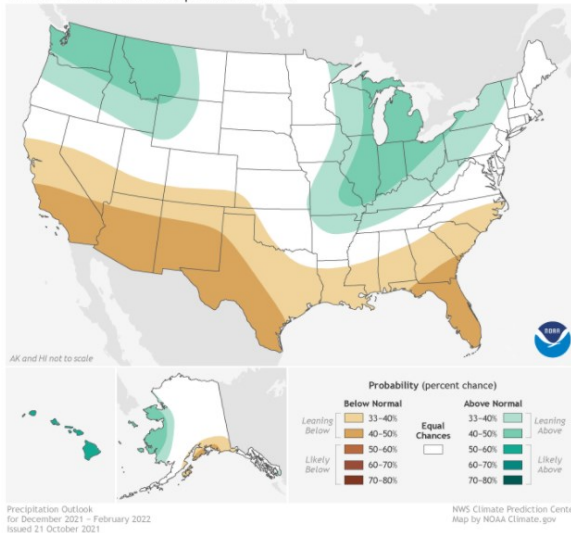 NOAA
AK and HI not to scale
Probability (percent chance)
Below Normal
Above Normal
Leaning
Below
33-40%
40-50%
Equal
Chances
33-40%
40-50%
Leaning
Above
Likely
Below
50-60%
60-70%
70-80%
50-60%
60-70%
70-80%
Likely
Above
Precipitation Outlook
for December 2021 - February 2022
Issued 21 October 2021
NWS Climate Prediction Cente
Map by NOAA Climate.gov